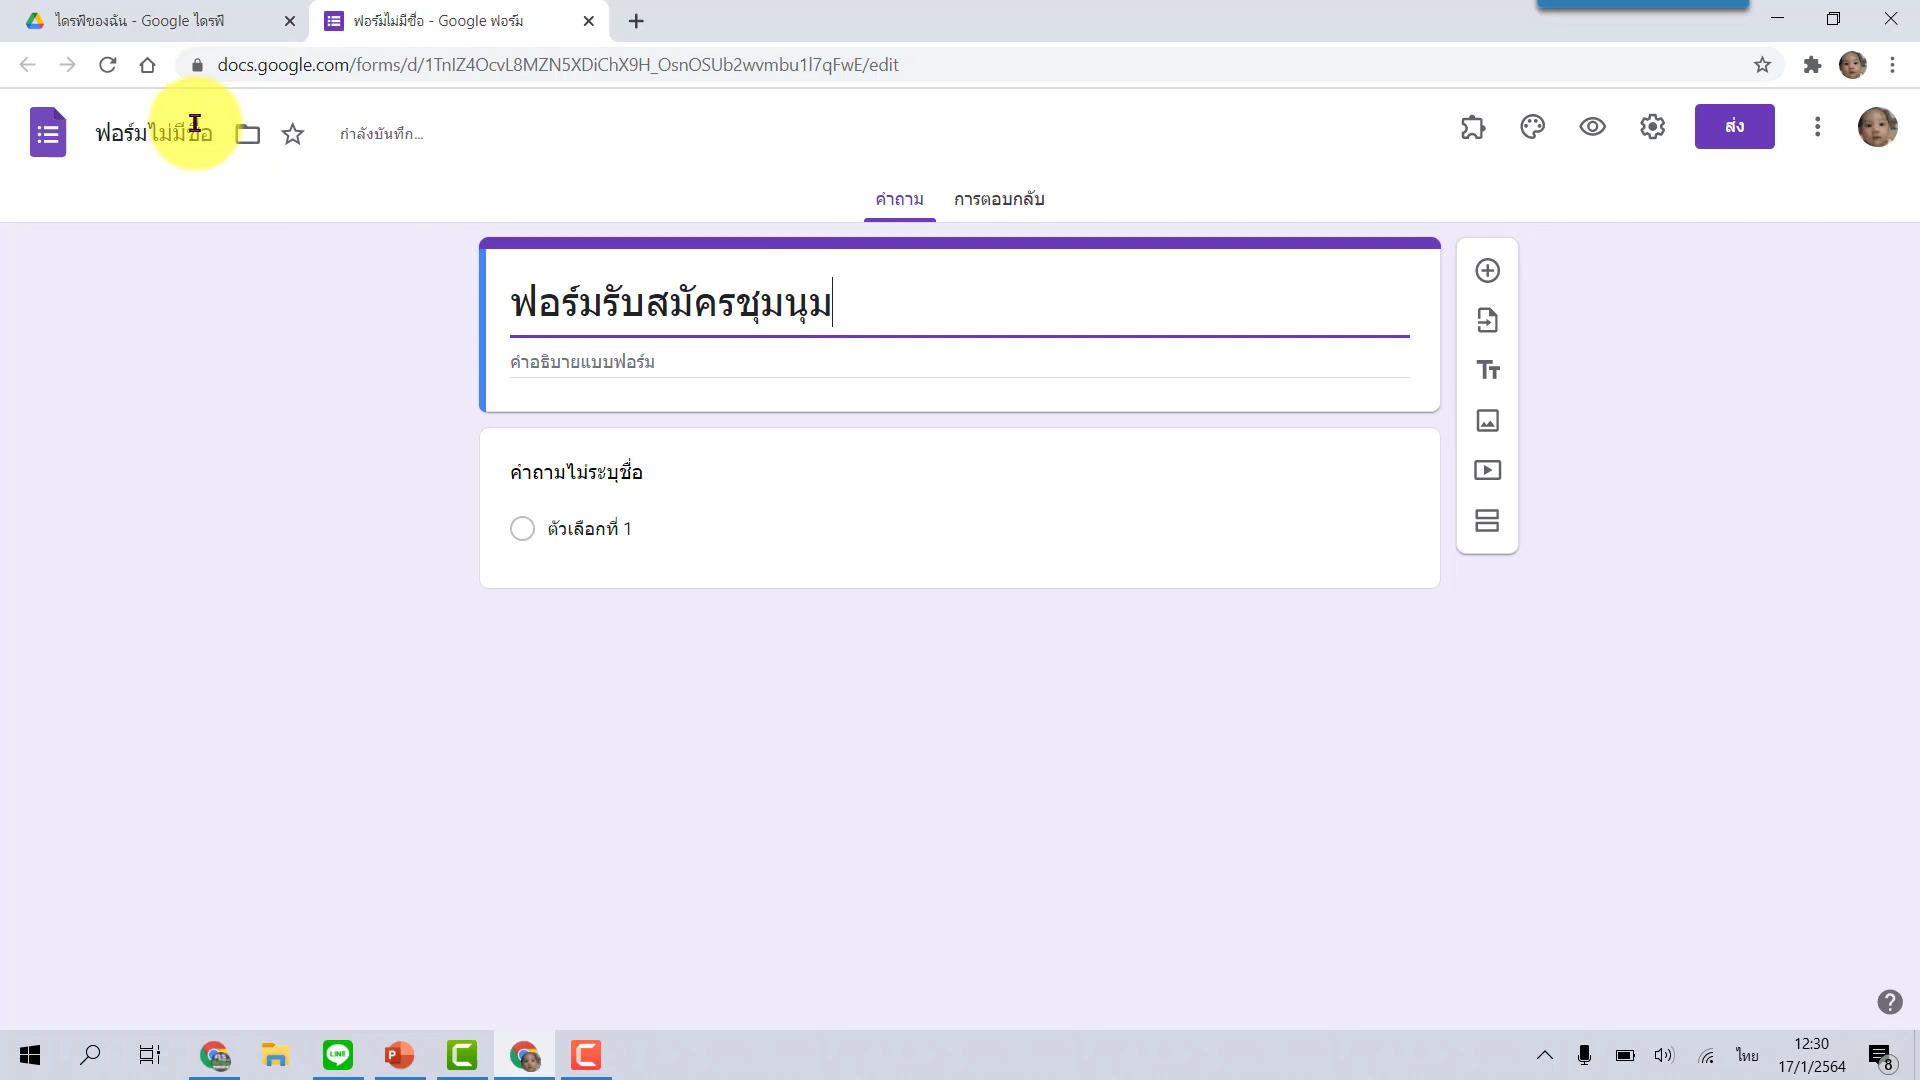 ไดรฟ์ของฉัน - Google ไดรฟ์
ฟอร์มไม่มีชื่อ - Google ฟอร์ม
docs.google.com/forms/d/1TnlZ4OcvL8MZN5XDiChX9H_OsnOSUb2wvmbu1l7qFwE/edit
ฟอร์มไม่มีชื่อ
กำลังบันทึก...
ส่ง
คำถาม
การตอบกลับ
ฟอร์มรับสมัครชุมนุม
คำอธิบายแบบฟอร์ม
คำถามไม่ระบุชื่อ
ตัวเลือกที่ 1
Tт
LINE
P
C
C
ไทย
12:30
17/1/2564
8